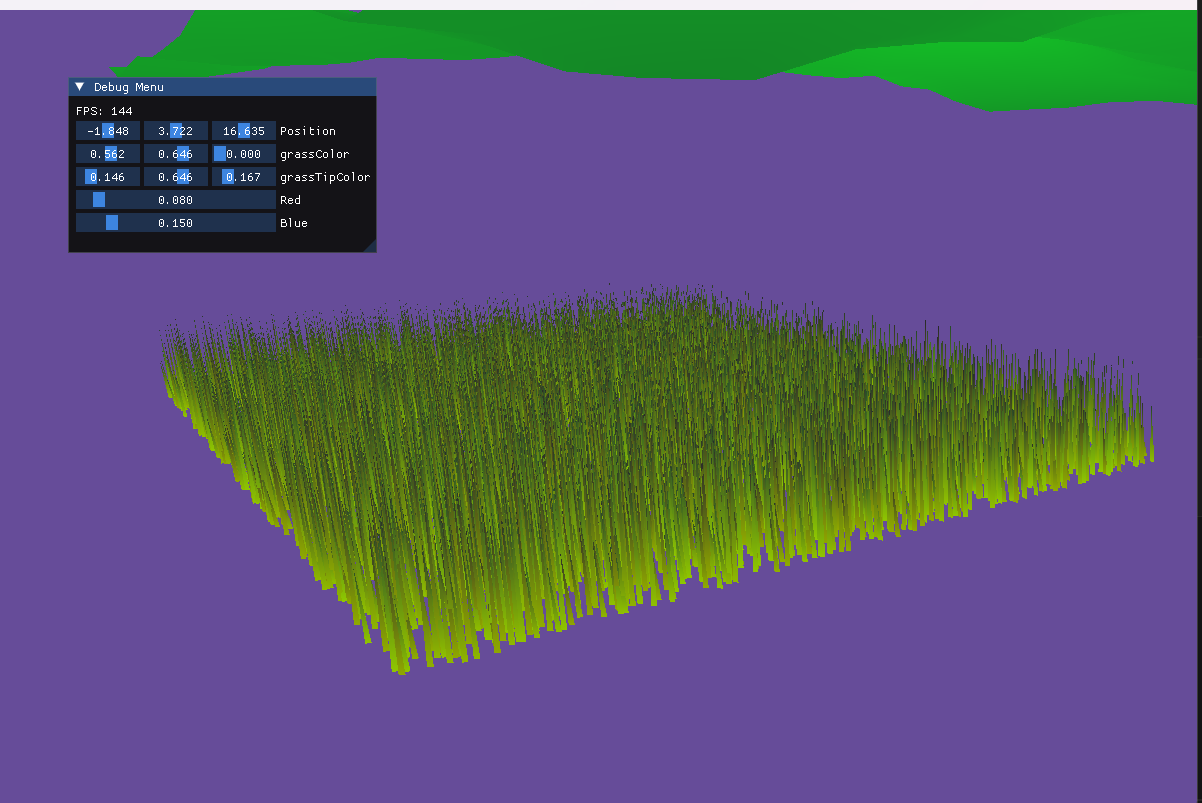 Debug Menu
FPS: 144
-1.848 3.722 16.635 Position
0.562 0.646 0.000 grassColor
0.146 0.646 0.167 grassTipColor
0.080 Red
0.150 Blue